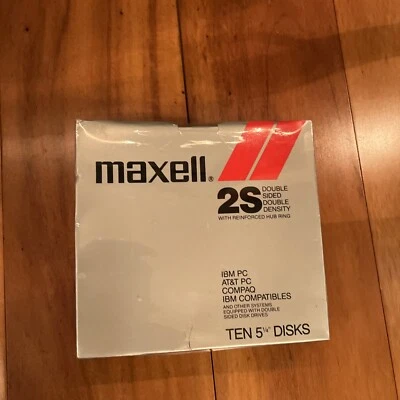 maxell®
2S DOUBLE
SIDED
DOUBLE
DENSITY
WITH REINFORCED HUB RING
IBM PC
AT&T PC
COMPAQ
IBM COMPATIBLES
AND OTHER SYSTEMS
EQUIPPED WITH DOUBLE
SIDED DISK DRIVES
TEN 5¼" DISKS